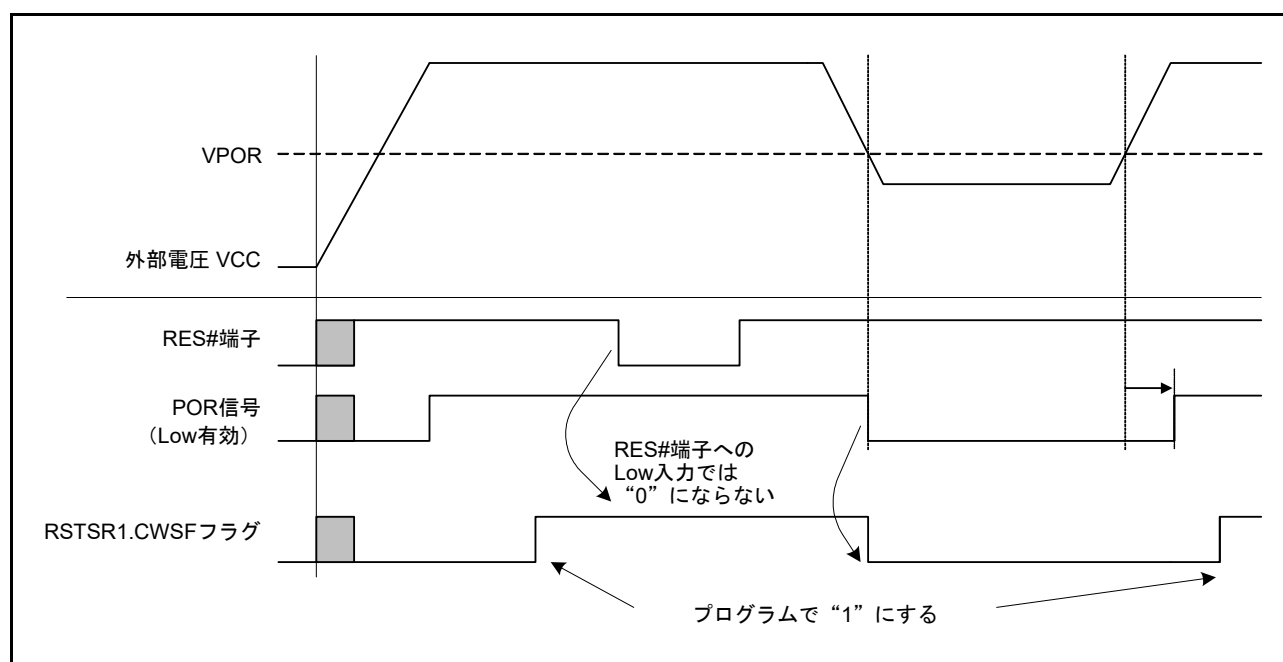 VPOR
外部電圧 VCC
RES#端子
POR信号
（Low有効）
RES#端子への
Low入力では
“0”にならない
RSTSR1.CWSFフラグ
プログラムで“1”にする